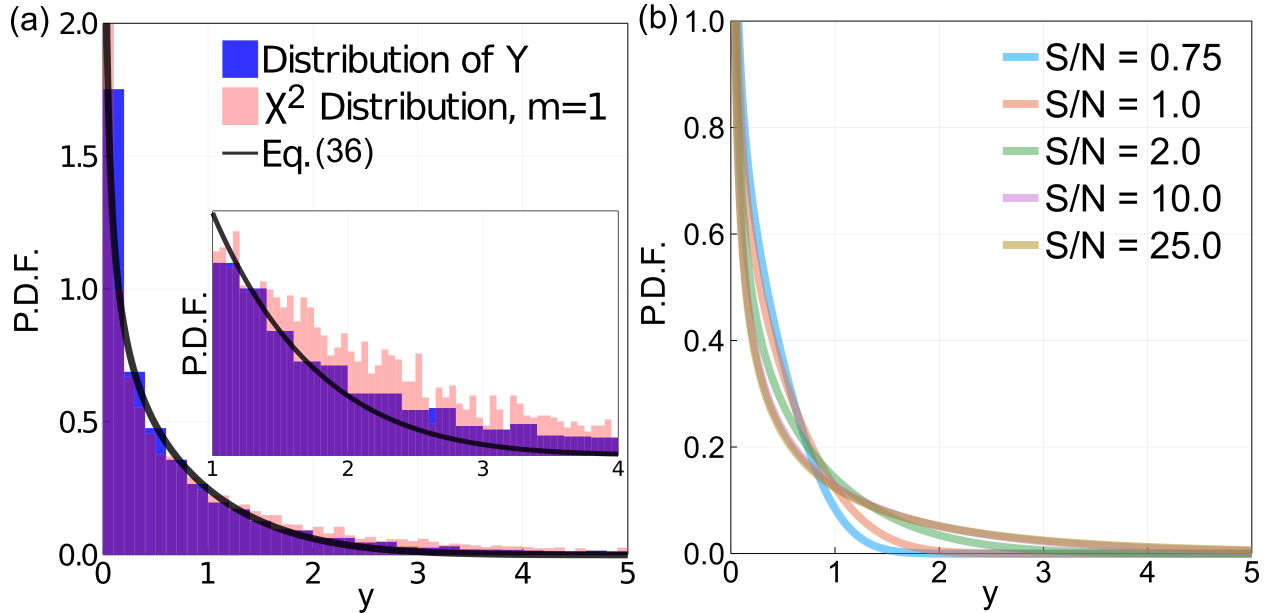 (a)
2.0
1.5
1.0
0.5
0.0
P.D.F.
Distribution of Y
χ² Distribution, m=1
Eq.(36)
P.D.F.
1 2 3 4
0 1 2 3 4 5
y
(b)
1.0
0.8
0.6
0.4
0.2
0.0
P.D.F.
S/N = 0.75
S/N = 1.0
S/N = 2.0
S/N = 10.0
S/N = 25.0
0 1 2 3 4 5
y